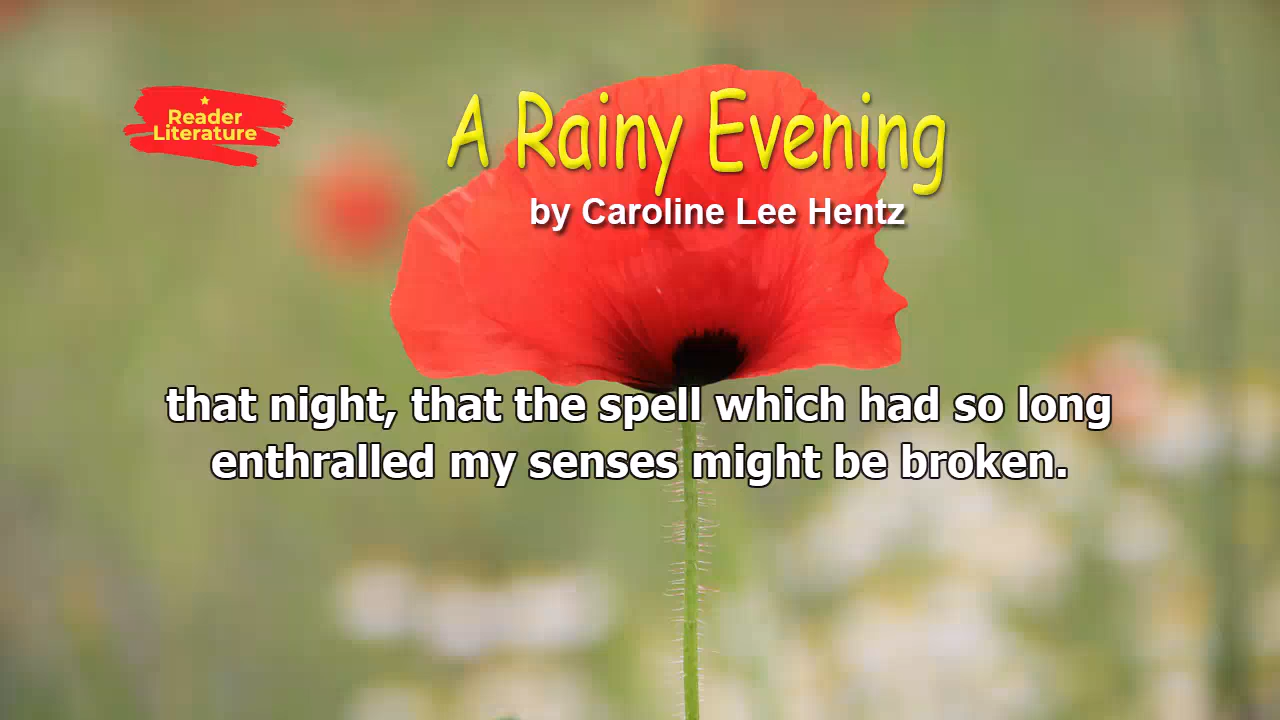 Reader
Literature
A Rainy Evening
by Caroline Lee Hentz
that night, that the spell which had so long
enthralled my senses might be broken.